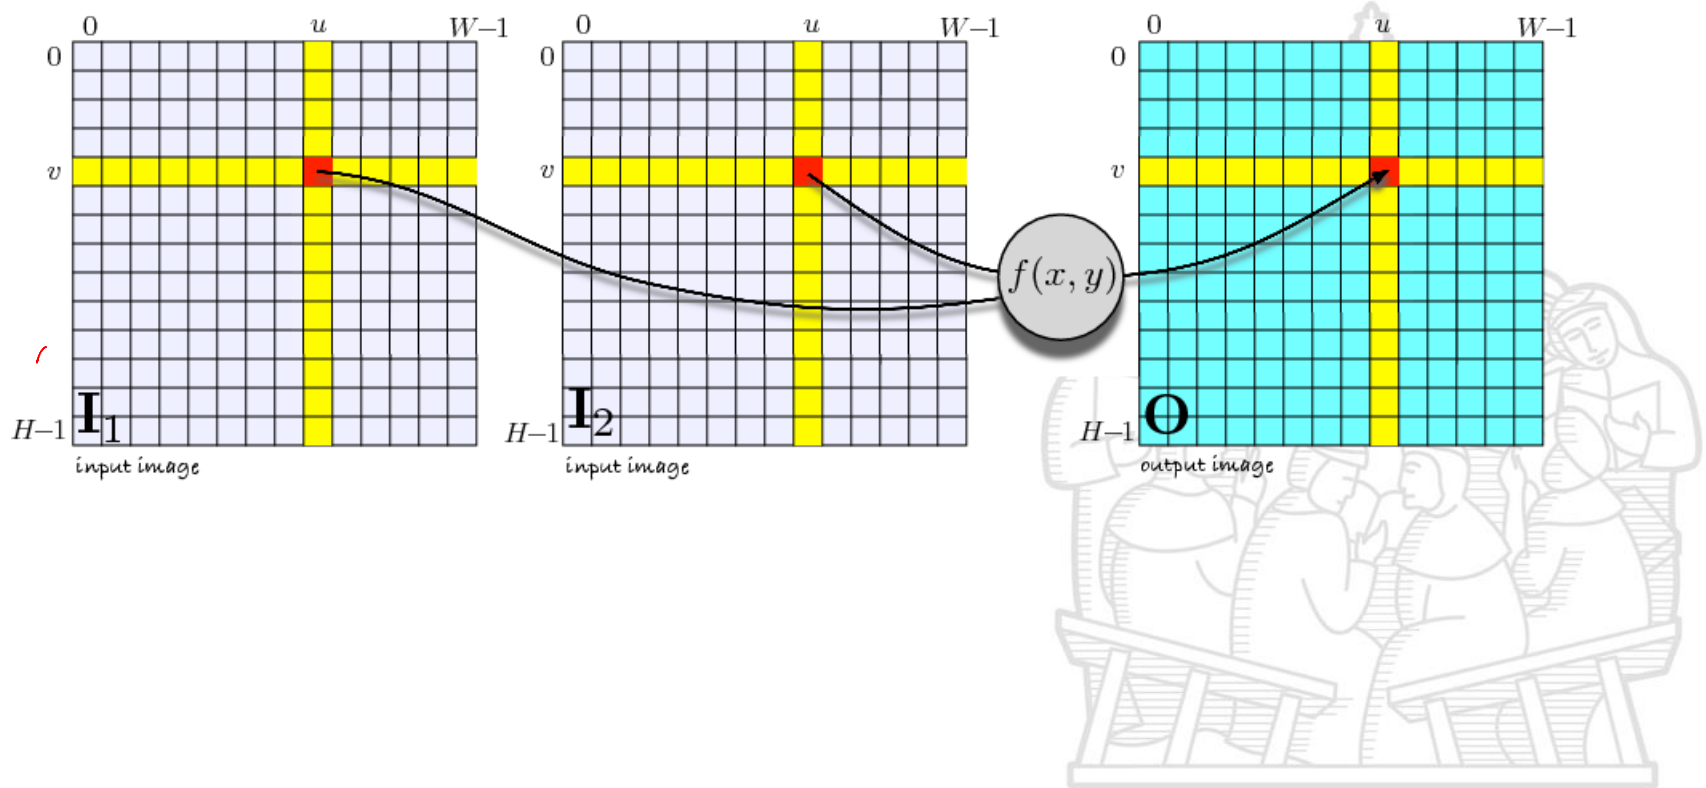 0 u W–1
0
v
H–1
I1
input image
0 u W–1
0
v
H–1
I2
input image
f(x, y)
0 u W–1
0
v
H–1
O
output image